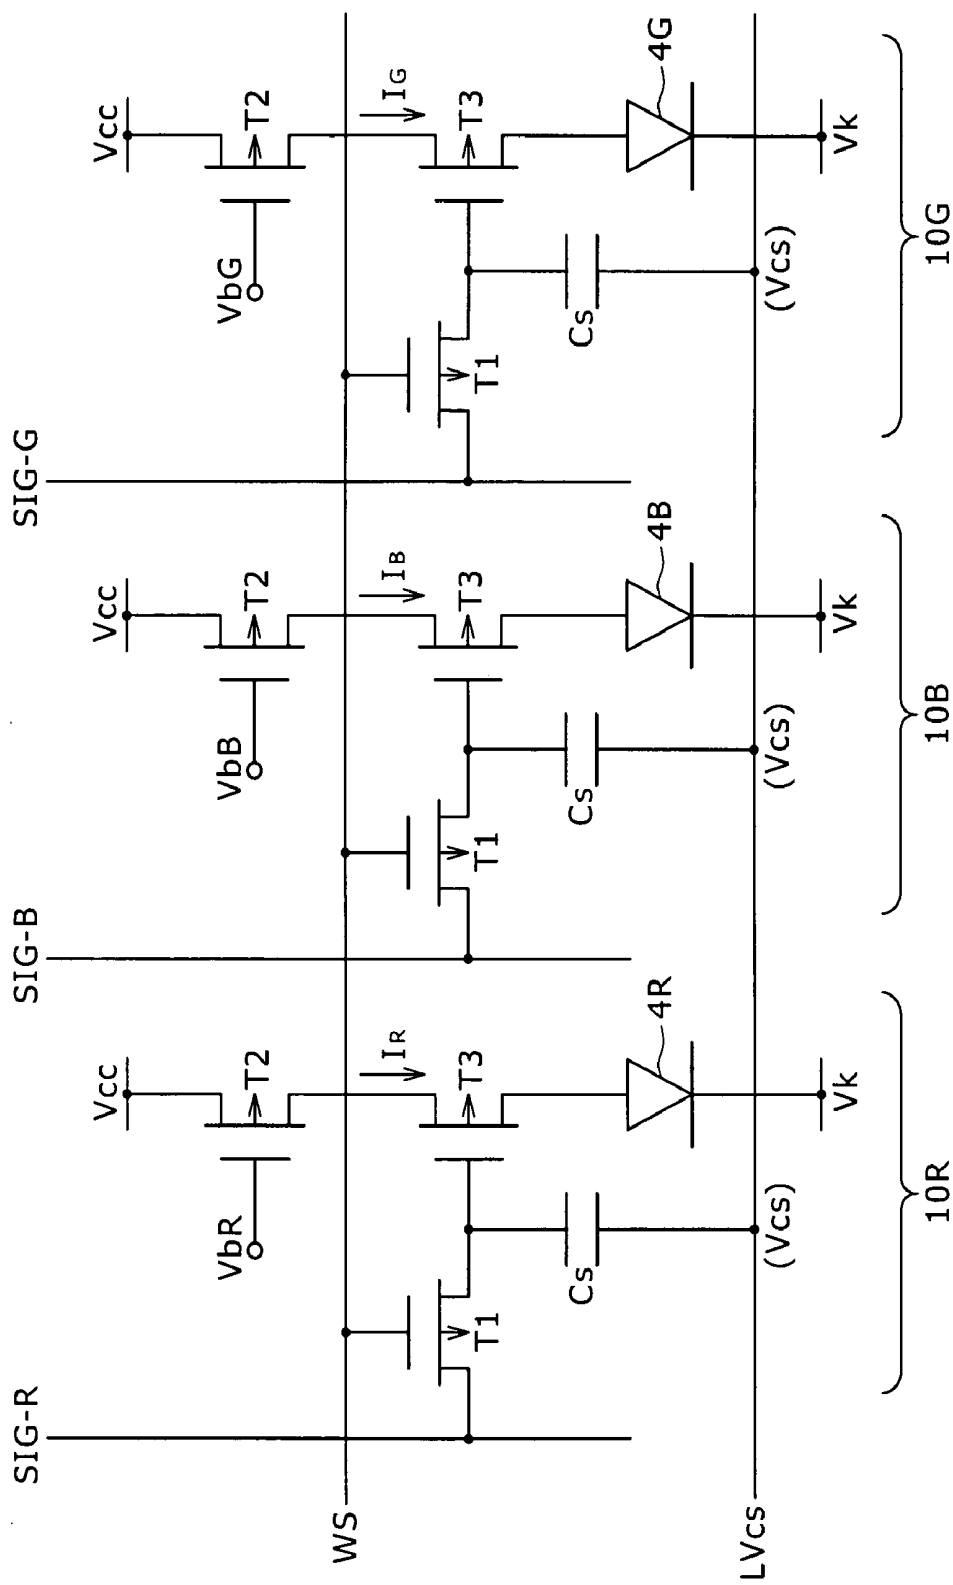 SIG-R
SIG-B
SIG-G
Vcc
Vcc
Vcc
VbR
T2
VbB
T2
VbG
T2
WS
IR
IB
IG
T1
T3
T1
T3
T1
T3
Cs
Cs
Cs
4R
4B
4G
LVcs
(Vcs)
(Vcs)
(Vcs)
Vk
Vk
Vk
10R
10B
10G